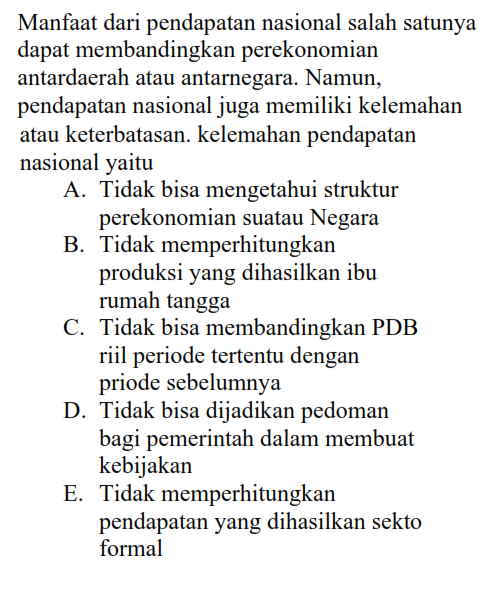 Manfaat dari pendapatan nasional salah satunya
dapat membandingkan perekonomian
antardaerah atau antarnegara. Namun,
pendapatan nasional juga memiliki kelemahan
atau keterbatasan. kelemahan pendapatan
nasional yaitu
A. Tidak bisa mengetahui struktur
perekonomian suatau Negara
B. Tidak memperhitungkan
produksi yang dihasilkan ibu
rumah tangga
C. Tidak bisa membandingkan PDB
riil periode tertentu dengan
priode sebelumnya
D. Tidak bisa dijadikan pedoman
bagi pemerintah dalam membuat
kebijakan
E. Tidak memperhitungkan
pendapatan yang dihasilkan sekto
formal